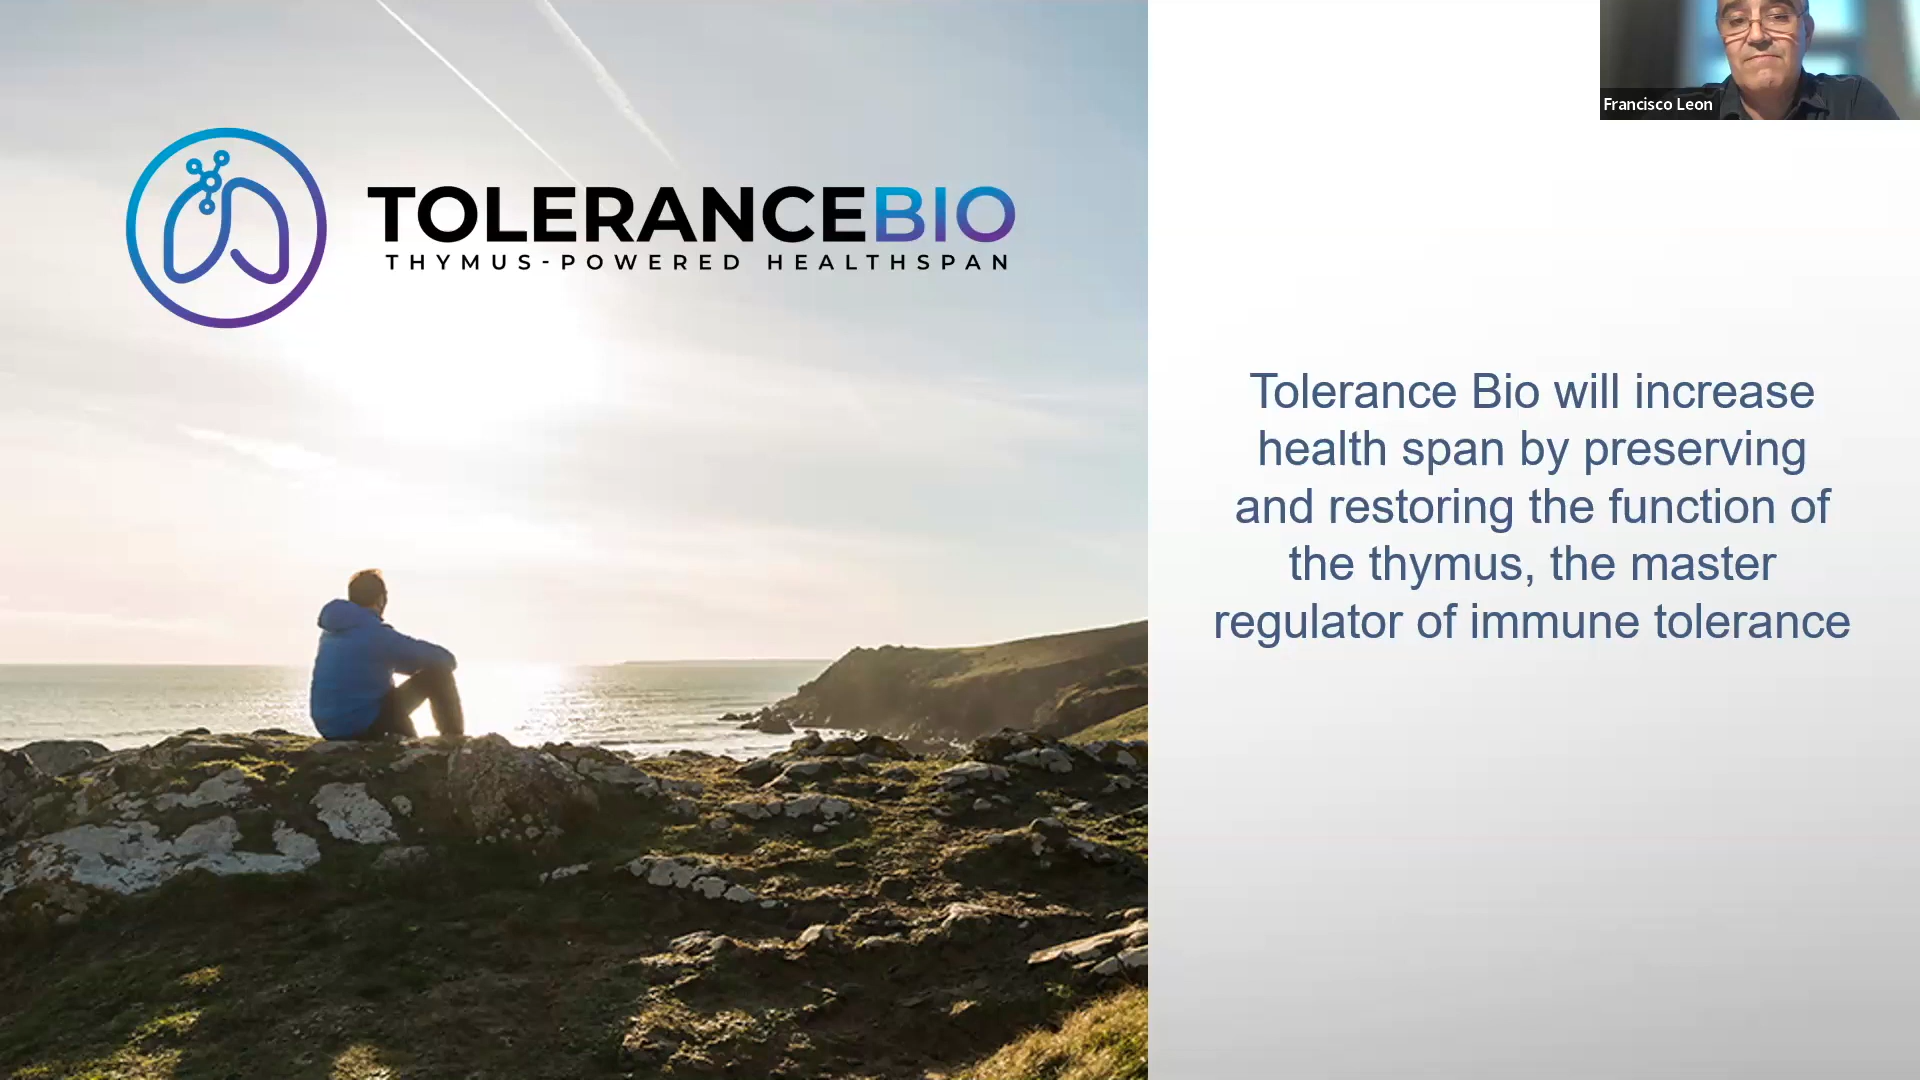 Francisco Leon
TOLERANCEBIO
THYMUS-POWERED HEALTHSPAN
Tolerance Bio will increase
health span by preserving
and restoring the function of
the thymus, the master
regulator of immune tolerance